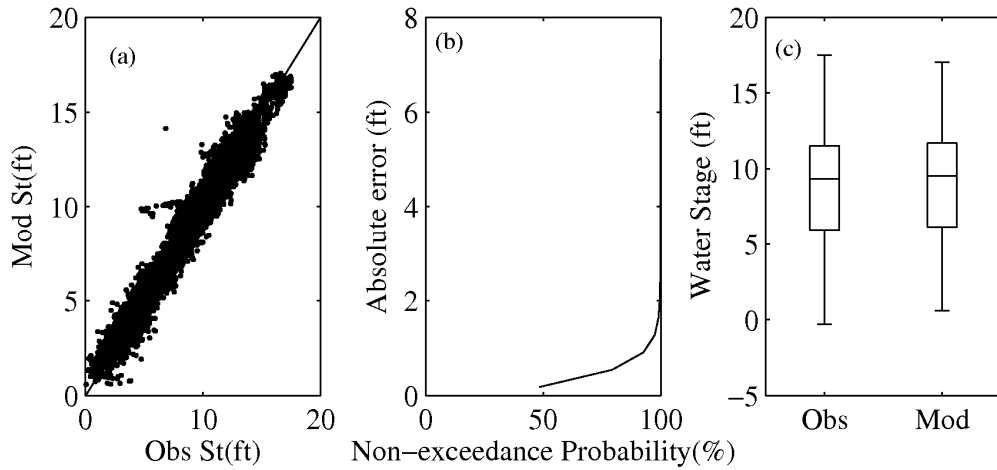 (a)
20
15
10
5
0
0
10
20
Mod St(ft)
Obs St(ft)
(b)
8
6
4
2
0
0
50
100
Absolute error (ft)
Non−exceedance Probability(%)
(c)
20
15
10
5
0
−5
Obs
Mod
Water Stage (ft)